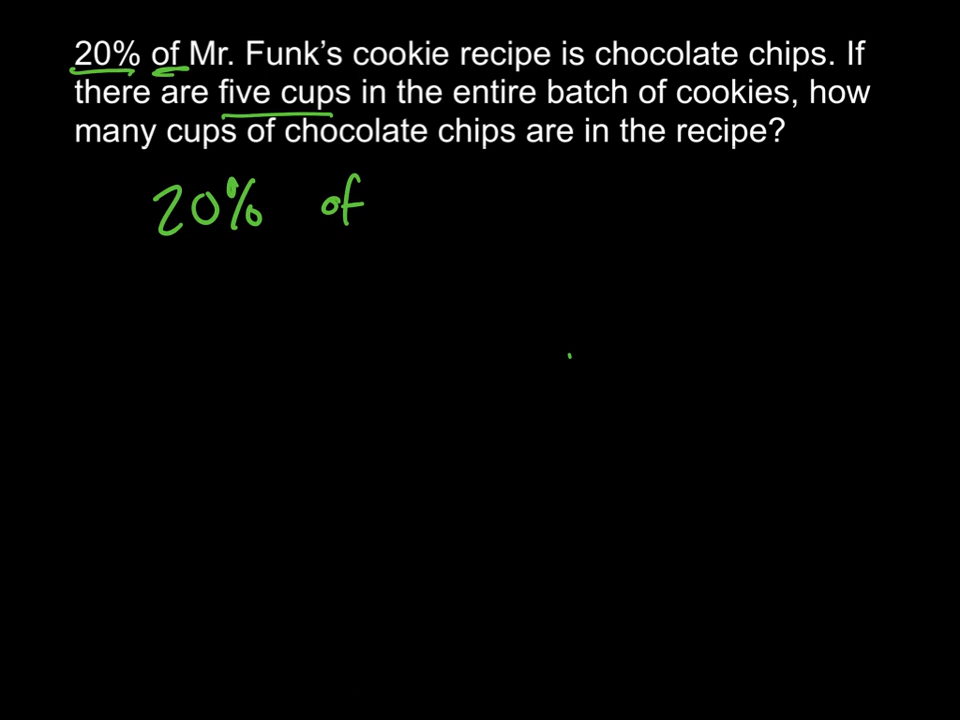 20% of Mr. Funk’s cookie recipe is chocolate chips. If
there are five cups in the entire batch of cookies, how
many cups of chocolate chips are in the recipe?
20% of